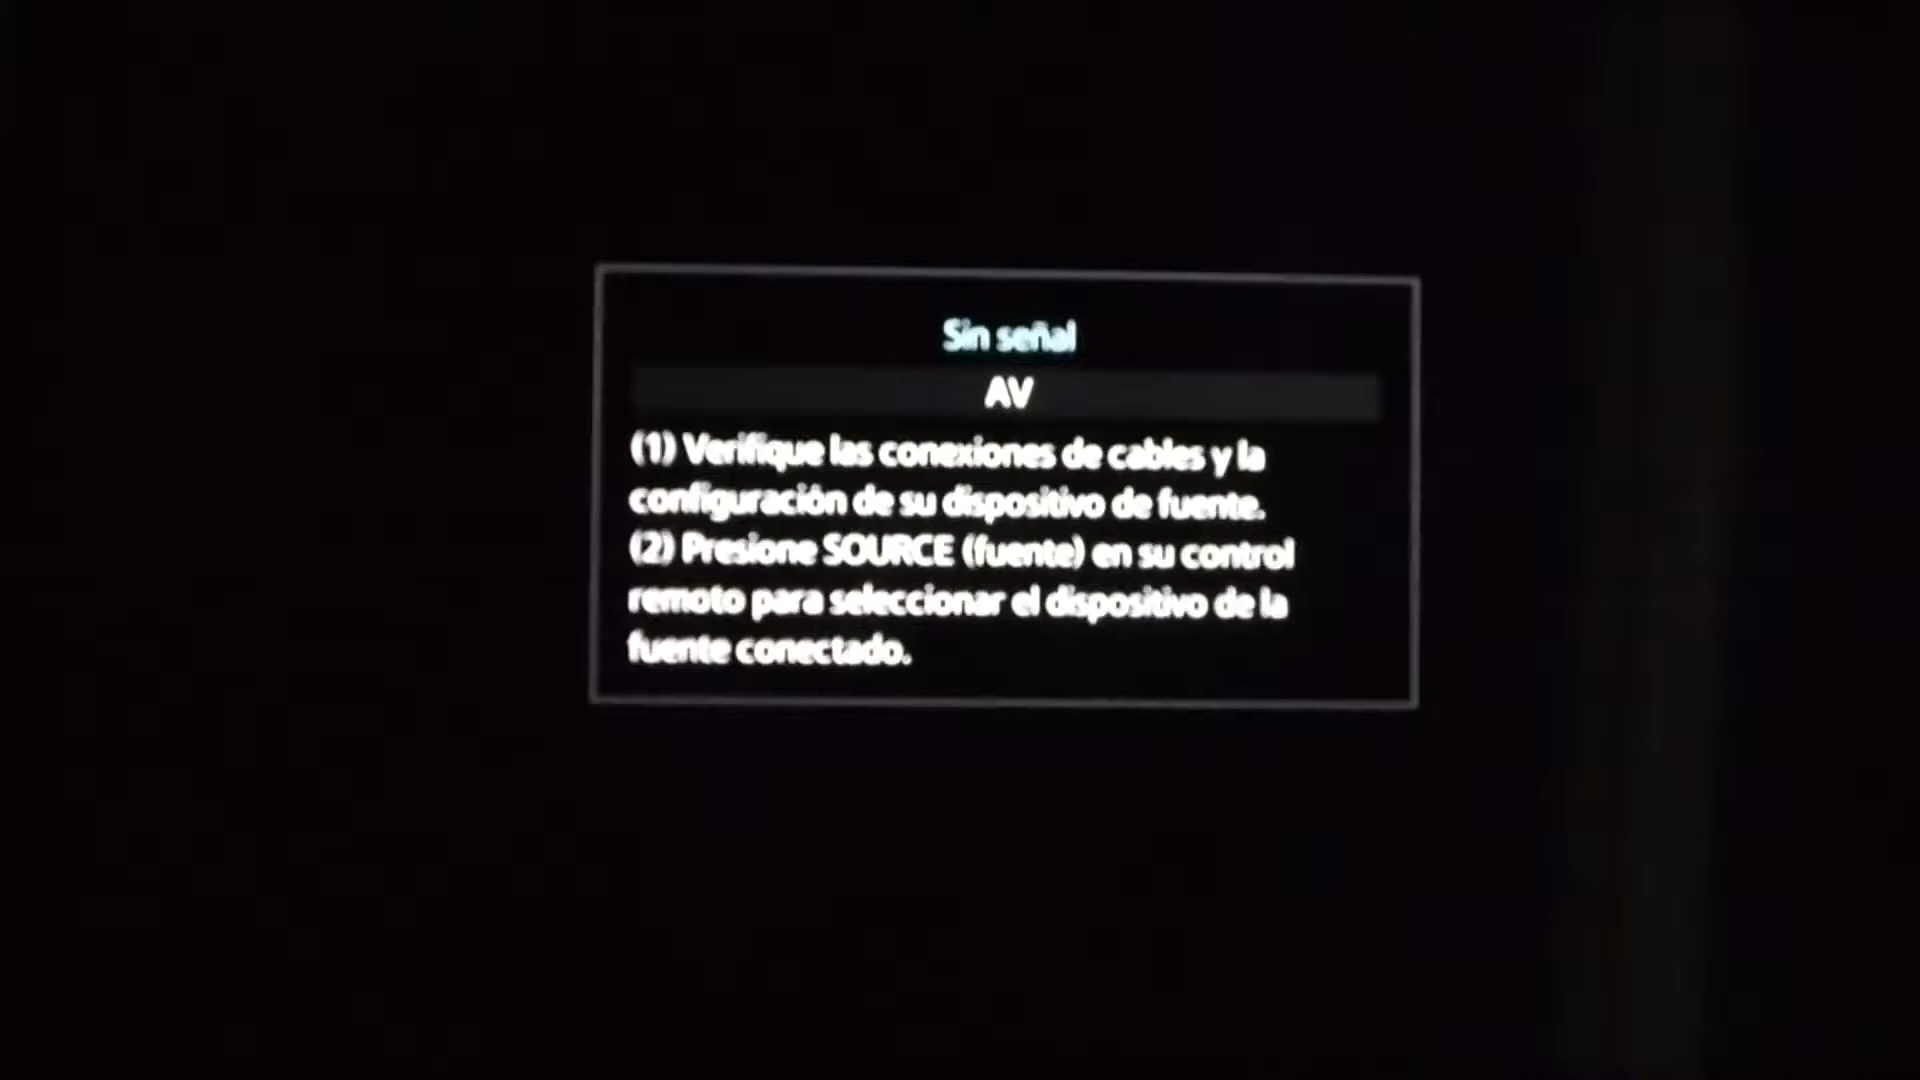 Sin señal
AV
(1) Verifique las conexiones de cables y la
configuración de su dispositivo de fuente.
(2) Presione SOURCE (fuente) en su control
remoto para seleccionar el dispositivo de la
fuente conectado.